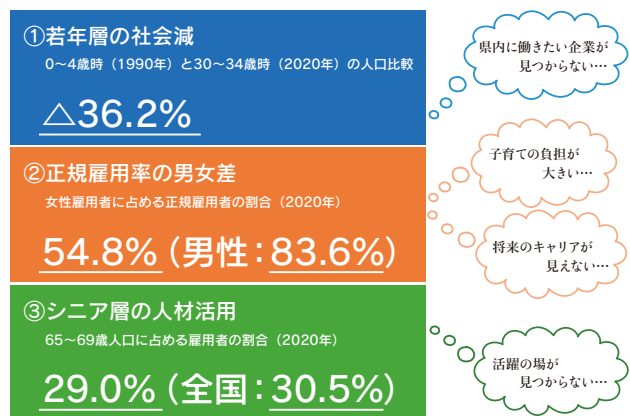 ①若年層の社会減
0～4歳時（1990年）と30～34歳時（2020年）の人口比較
△36.2%
県内に働きたい企業が
見つからない…
②正規雇用率の男女差
女性雇用者に占める正規雇用者の割合（2020年）
54.8%（男性：83.6%）
子育ての負担が
大きい…
将来のキャリアが
見えない…
③シニア層の人材活用
65～69歳人口に占める雇用者の割合（2020年）
29.0%（全国：30.5%）
活躍の場が
見つからない…